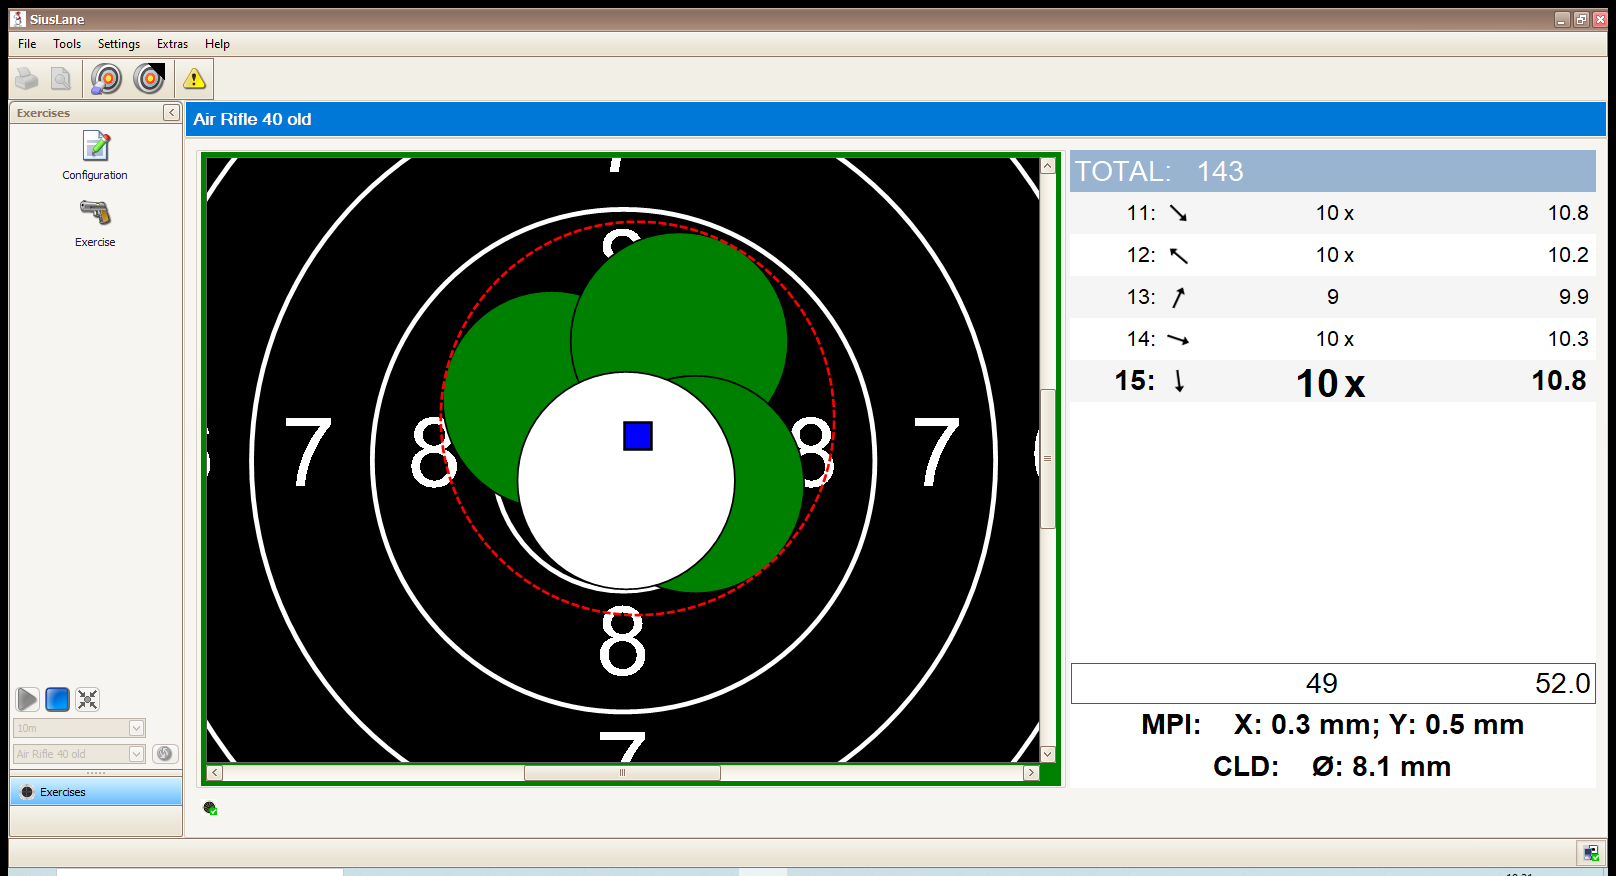 SiusLane
File Tools Settings Extras Help
Exercises
Configuration
Exercise
10m
Air Rifle 40 old
Exercises
Air Rifle 40 old
7
8
7 8 8 7
8
7
TOTAL: 143
11: 10 x 10.8
12: 10 x 10.2
13: 9 9.9
14: 10 x 10.3
15: 10 x 10.8
49 52.0
MPI: X: 0.3 mm; Y: 0.5 mm
CLD: Ø: 8.1 mm